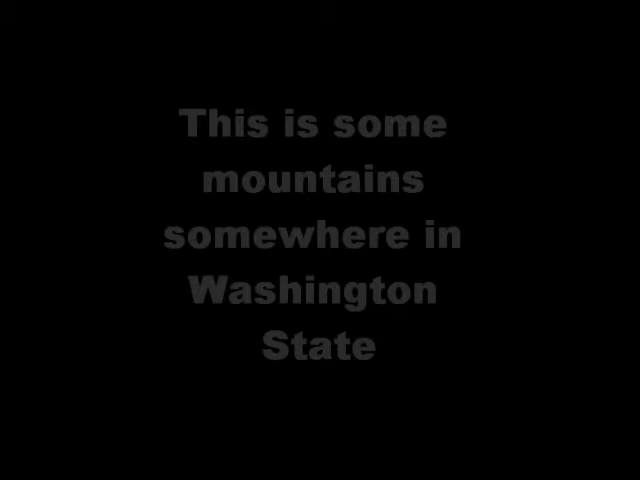 This is some
mountains
somewhere in
Washington
State